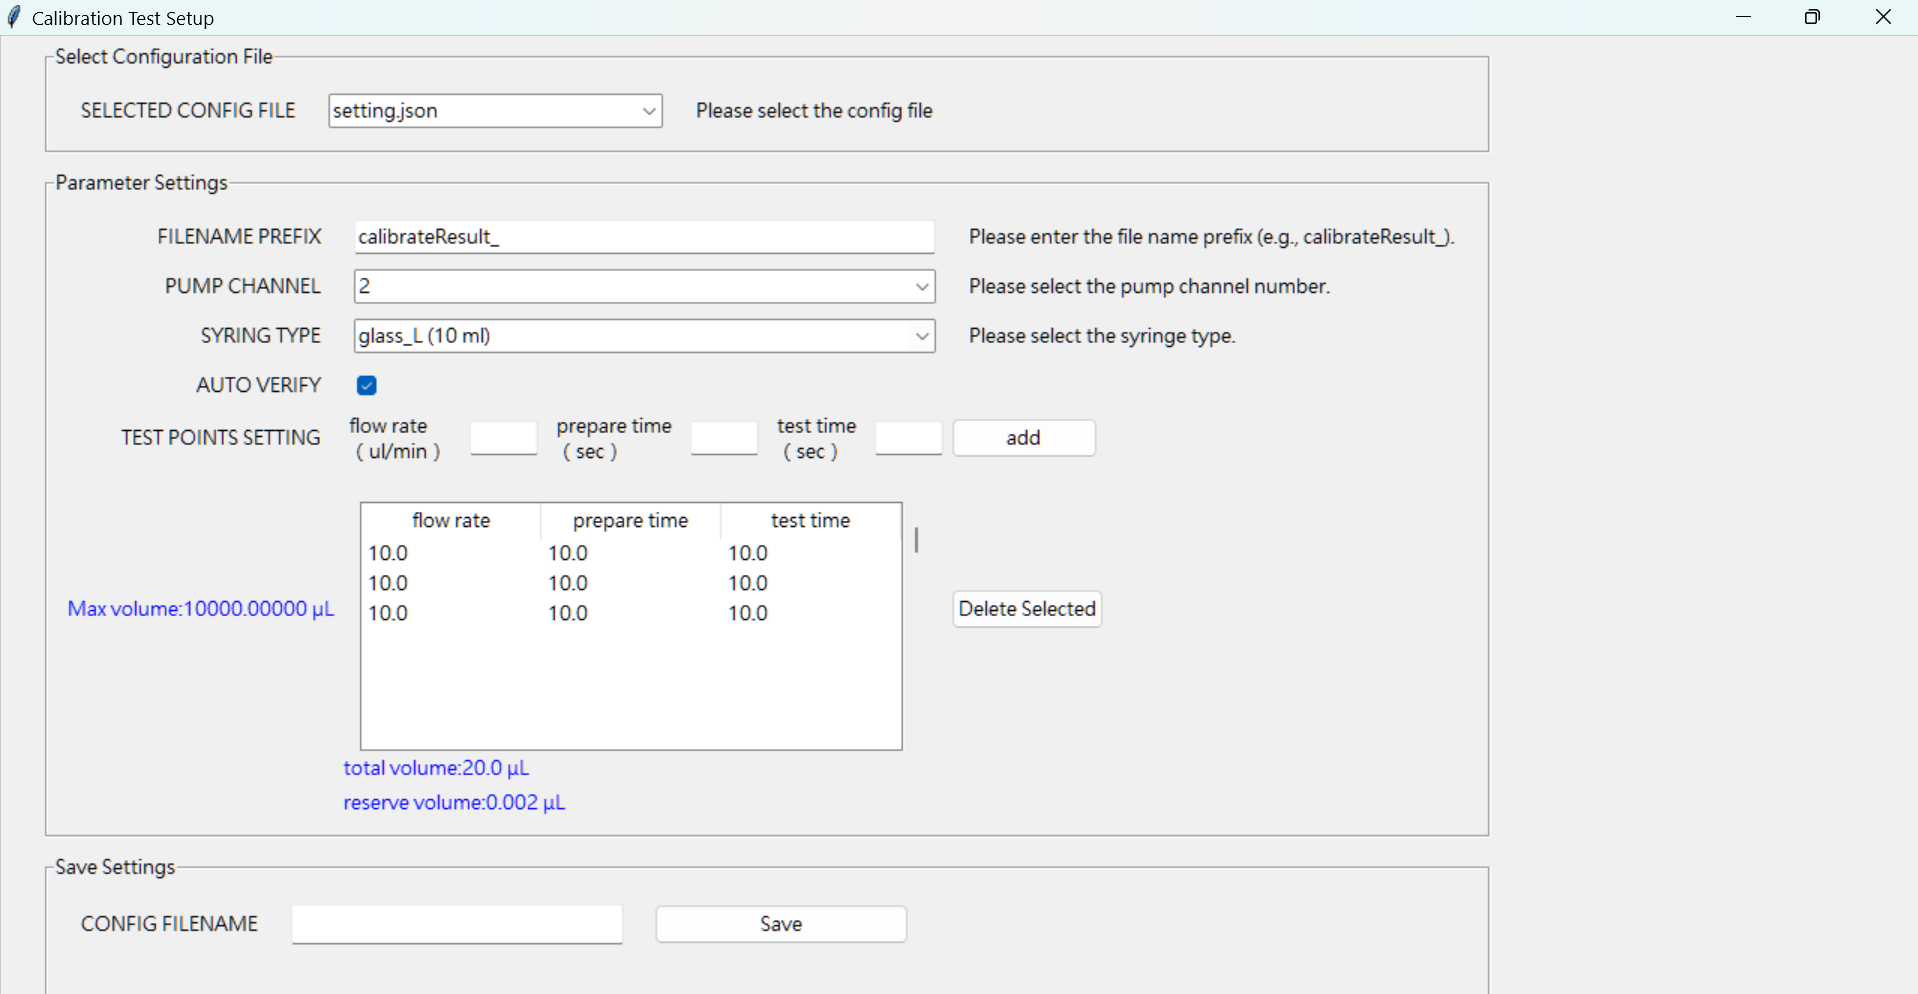 Calibration Test Setup
Select Configuration File
SELECTED CONFIG FILE setting.json Please select the config file
Parameter Settings
FILENAME PREFIX calibrateResult_ Please enter the file name prefix (e.g., calibrateResult_).
PUMP CHANNEL 2 Please select the pump channel number.
SYRING TYPE glass_L (10 ml) Please select the syringe type.
AUTO VERIFY
TEST POINTS SETTING flow rate ( ul/min ) prepare time ( sec ) test time ( sec ) add
flow rate prepare time test time
10.0 10.0 10.0
10.0 10.0 10.0
10.0 10.0 10.0
Max volume:10000.00000 µL
Delete Selected
total volume:20.0 µL
reserve volume:0.002 µL
Save Settings
CONFIG FILENAME Save